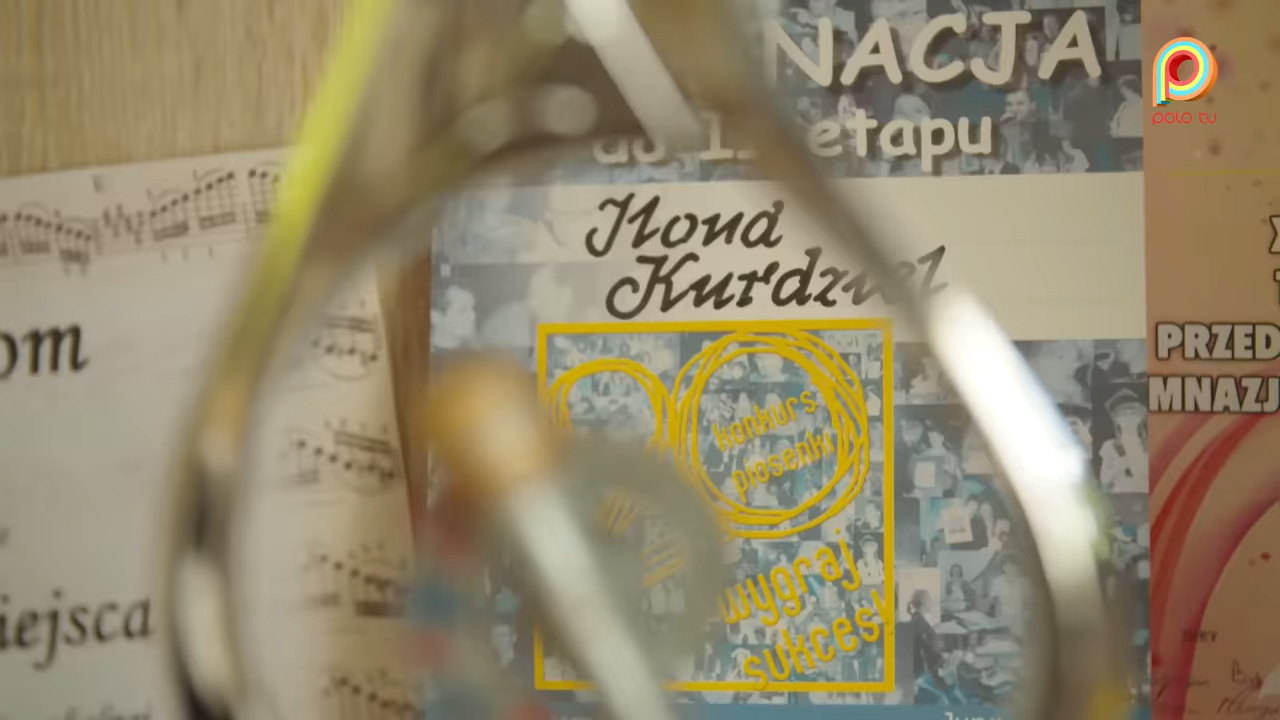 NACJA
etapu
polo tv
Ilona
Kurdziel
om
PRZED
MNAZJ
konkurs
piosenki
wygraj
sukces!
iejsca